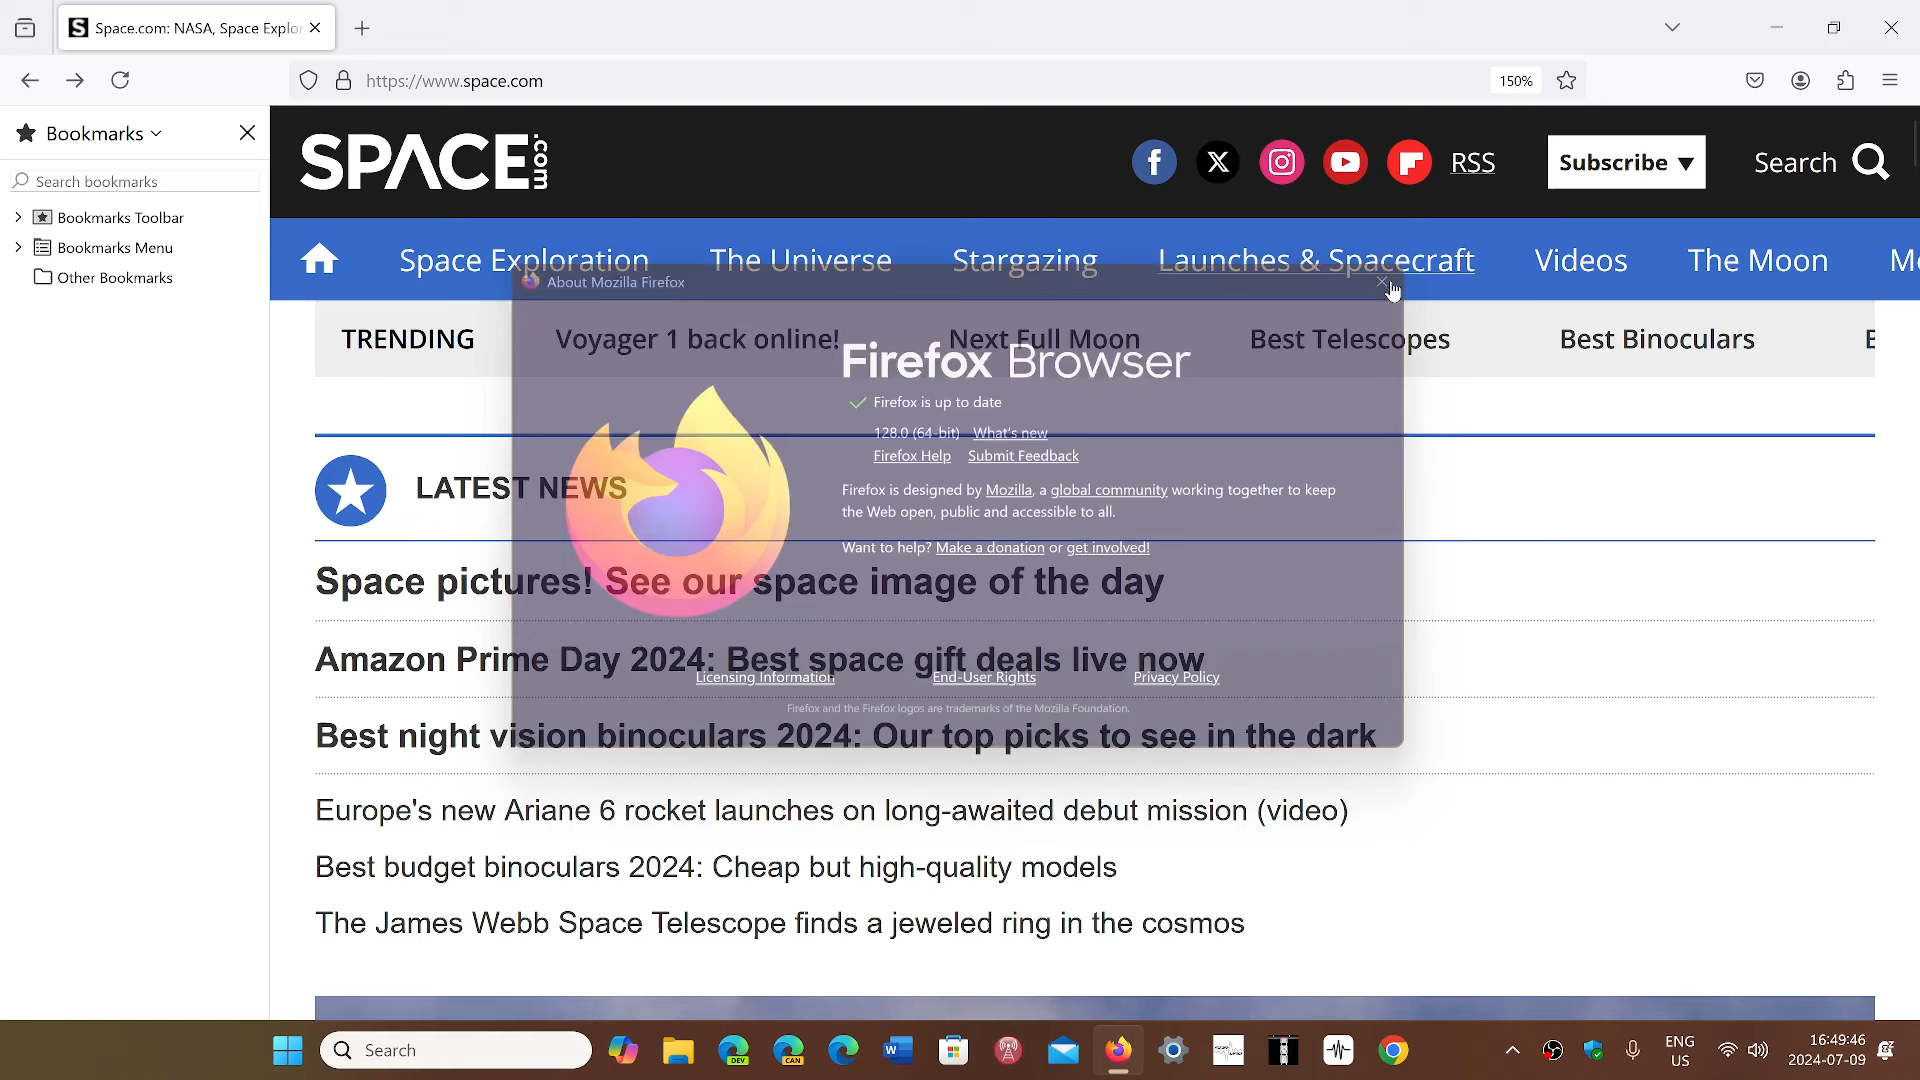 Space.com: NASA, Space Explor
https://www.space.com
150%
Bookmarks
Search bookmarks
Bookmarks Toolbar
Bookmarks Menu
Other Bookmarks
SPACE.com
RSS
Subscribe ▼
Search
Space Exploration
The Universe
Stargazing
Launches & Spacecraft
Videos
The Moon
TRENDING
Voyager 1 back online!
Next Full Moon
Best Telescopes
Best Binoculars
About Mozilla Firefox
Firefox Browser
Firefox is up to date
128.0 (64-bit) What's new
Firefox Help Submit Feedback
Firefox is designed by Mozilla, a global community working together to keep
the Web open, public and accessible to all.
Want to help? Make a donation or get involved!
Licensing Information End-User Rights Privacy Policy
Firefox and the Firefox logos are trademarks of the Mozilla Foundation.
LATEST NEWS
Space pictures! See our space image of the day
Amazon Prime Day 2024: Best space gift deals live now
Best night vision binoculars 2024: Our top picks to see in the dark
Europe's new Ariane 6 rocket launches on long-awaited debut mission (video)
Best budget binoculars 2024: Cheap but high-quality models
The James Webb Space Telescope finds a jeweled ring in the cosmos
Search
DEV
CAN
ENG
US
16:49:46
2024-07-09